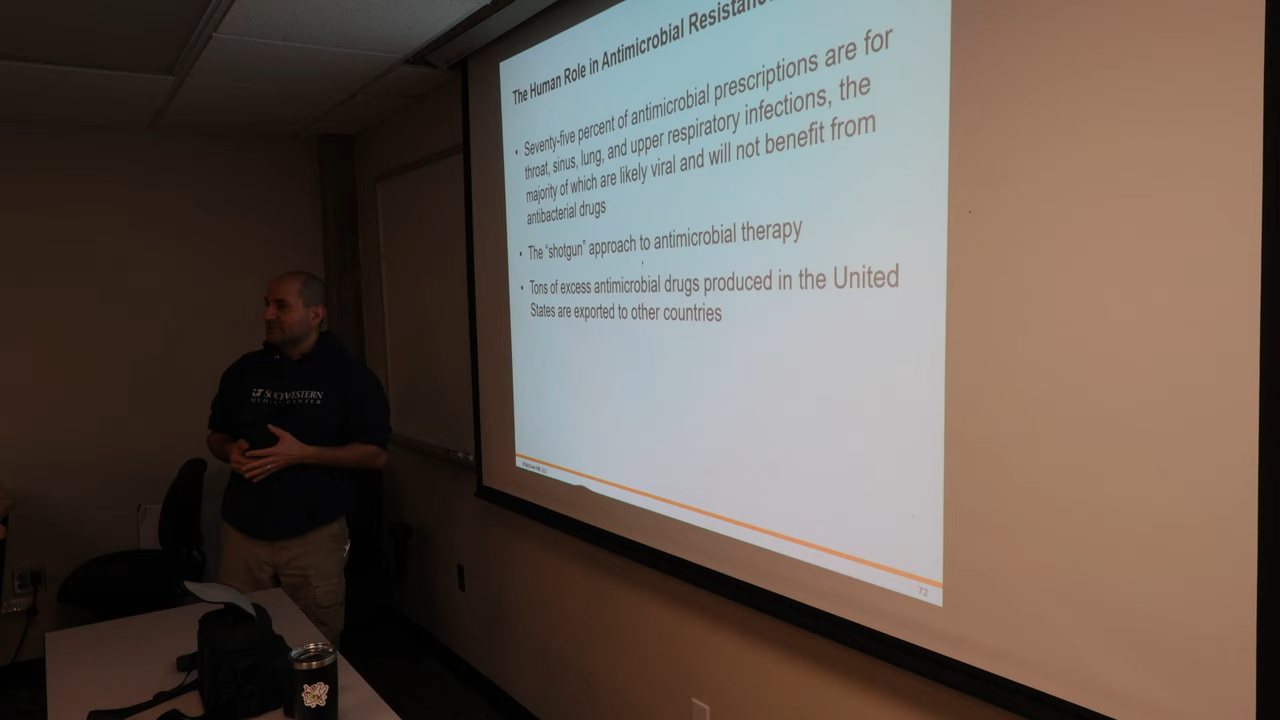 The Human Role in Antimicrobial Resistance
• Seventy-five percent of antimicrobial prescriptions are for
throat, sinus, lung, and upper respiratory infections, the
majority of which are likely viral and will not benefit from
antibacterial drugs
• The “shotgun” approach to antimicrobial therapy
• Tons of excess antimicrobial drugs produced in the United
States are exported to other countries
72
UT SOUTHWESTERN
MEDICAL CENTER